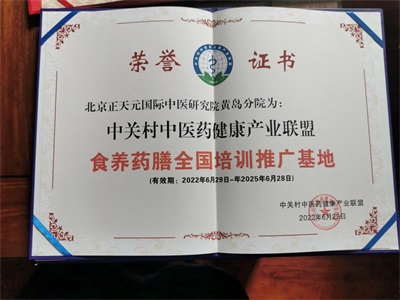 荣誉 证书
北京正天元国际中医研究院黄岛分院为：
中关村中医药健康产业联盟
食养药膳全国培训推广基地
(有效期：2022年6月29日-年2025年6月28日)
中关村中医药健康产业联盟
2022年6月29日